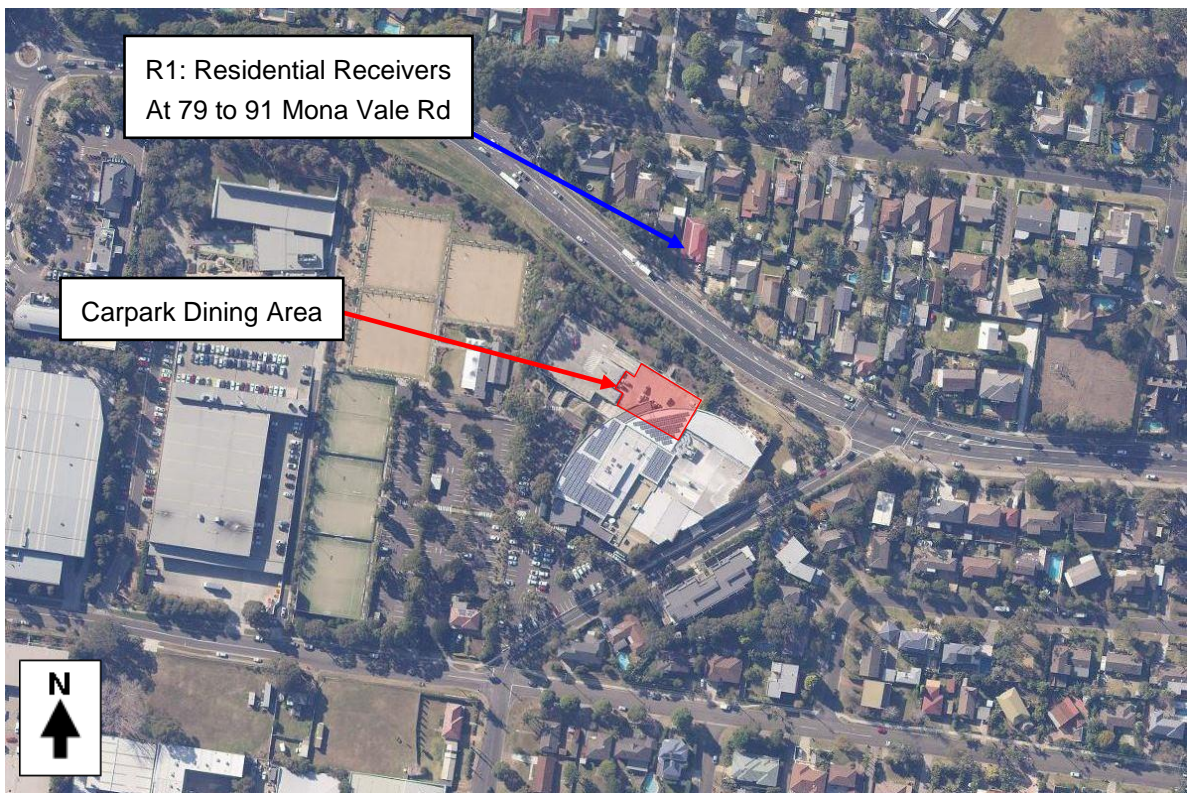 R1: Residential Receivers
At 79 to 91 Mona Vale Rd
Carpark Dining Area
N